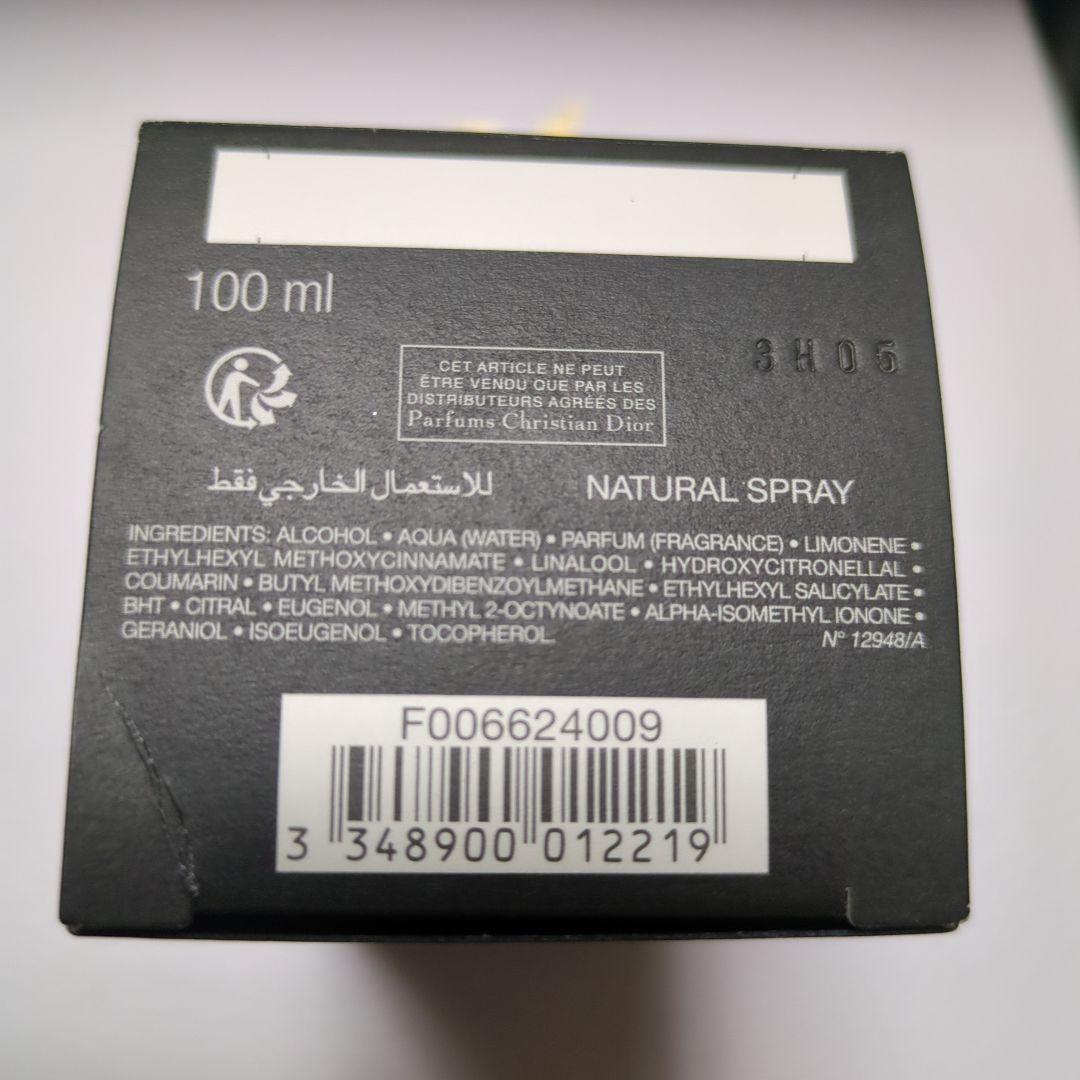 100 ml
CET ARTICLE NE PEUT
ÊTRE VENDU QUE PAR LES
DISTRIBUTEURS AGRÉÉS DES
Parfums Christian Dior
3H05
للاستعمال الخارجي فقط
NATURAL SPRAY
INGREDIENTS: ALCOHOL • AQUA (WATER) • PARFUM (FRAGRANCE) • LIMONENE •
ETHYLHEXYL METHOXYCINNAMATE • LINALOOL • HYDROXYCITRONELLAL •
COUMARIN • BUTYL METHOXYDIBENZOYLMETHANE • ETHYLHEXYL SALICYLATE •
BHT • CITRAL • EUGENOL • METHYL 2-OCTYNOATE • ALPHA-ISOMETHYL IONONE •
GERANIOL • ISOEUGENOL • TOCOPHEROL.
N° 12948/A
F006624009
3 348900 012219